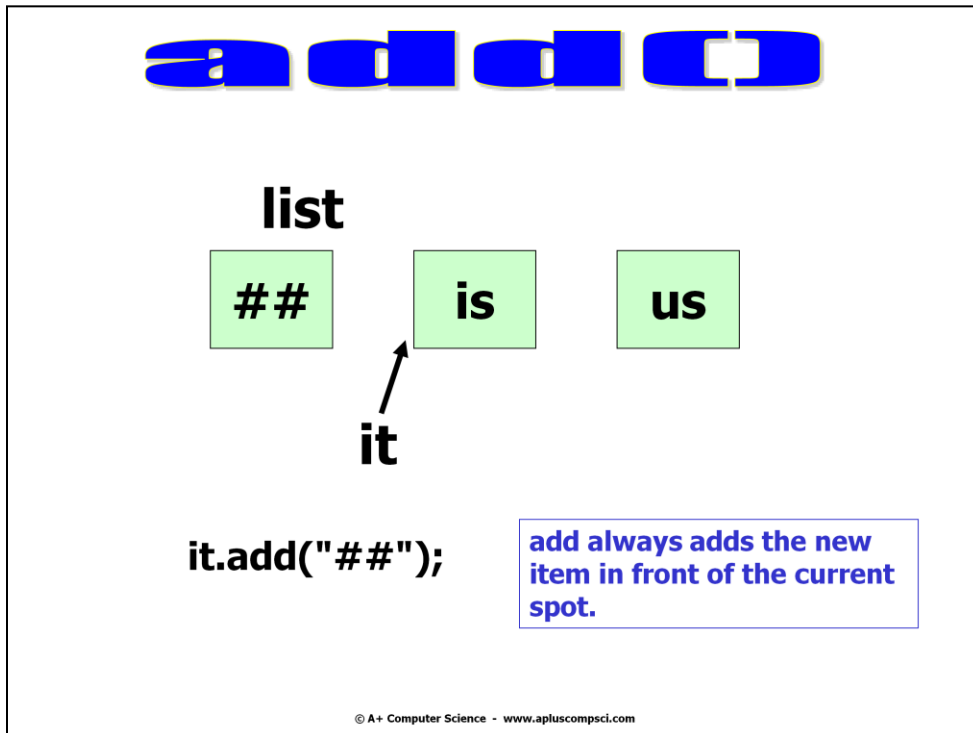 add()
list
## is us
it
it.add("##");
add always adds the new
item in front of the current
spot.
© A+ Computer Science - www.apluscompsci.com